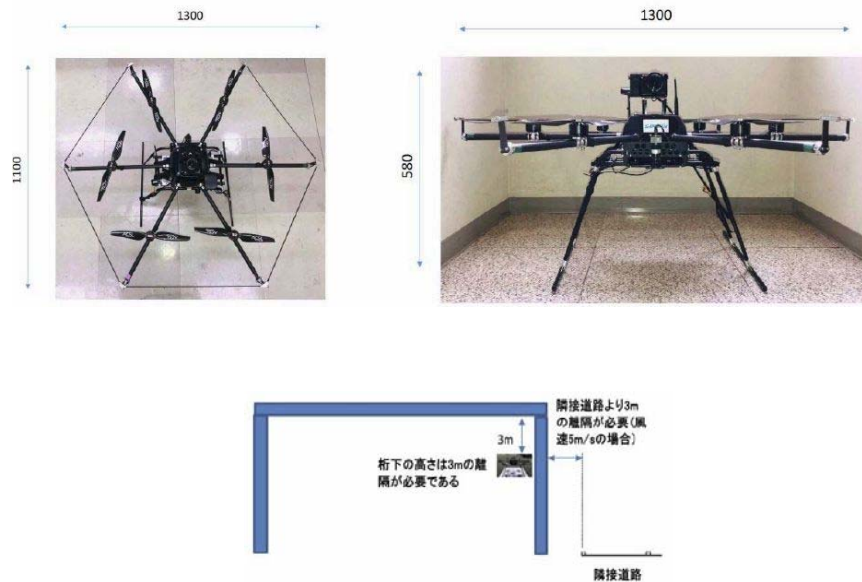 1300
1300
1100
580
隣接道路より3m
の離隔が必要(風
速5m/sの場合)
3m
桁下の高さは3mの離
隔が必要である
隣接道路